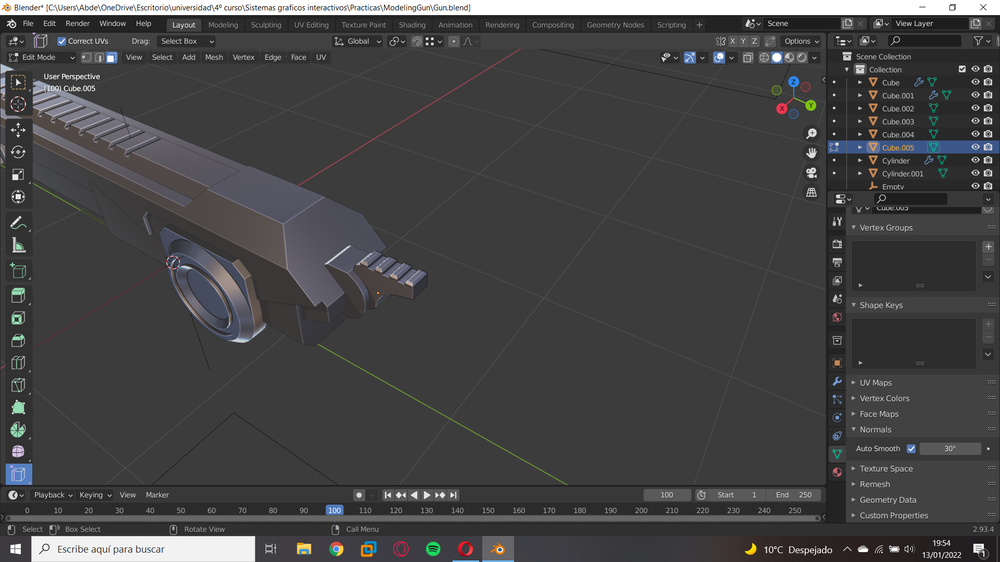 Blender* [C:\Users\Abde\OneDrive\Escritorio\universidad\4º curso\Sistemas graficos interactivos\Practicas\ModelingGun\Gun.blend]
File Edit Render Window Help Layout Modeling Sculpting UV Editing Texture Paint Shading Animation Rendering Compositing Geometry Nodes Scripting + Scene View Layer
Correct UVs Drag: Select Box Global X Y Z Options
Edit Mode View Select Add Mesh Vertex Edge Face UV
User Perspective
(100) Cube.005
Z
Y
X
Scene Collection
Collection
Cube
Cube.001
Cube.002
Cube.003
Cube.004
Cube.005
Cylinder
Cylinder.001
Empty
Cube.005
Vertex Groups
Shape Keys
UV Maps
Vertex Colors
Face Maps
Normals
Auto Smooth 30°
Texture Space
Remesh
Geometry Data
Custom Properties
Playback Keying View Marker 100 Start 1 End 250
0 10 20 30 40 50 60 70 80 90 100 110 120 130 140 150 160 170 180 190 200 210 220 230 240 250
Select Box Select Rotate View Call Menu 2.93.4
Escribe aquí para buscar
10°C Despejado
19:54
13/01/2022
1